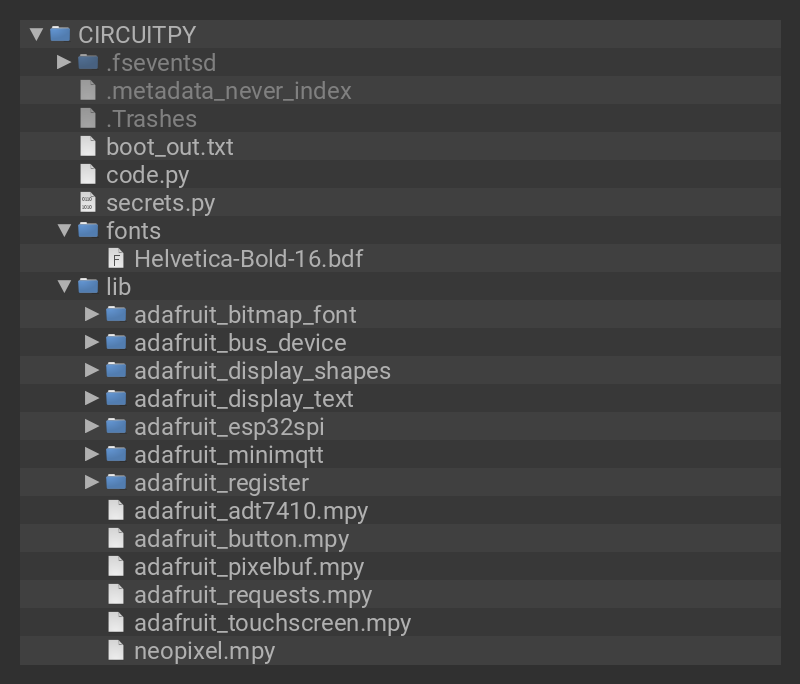 CIRCUITPY
.fseventsd
.metadata_never_index
.Trashes
boot_out.txt
code.py
secrets.py
fonts
Helvetica-Bold-16.bdf
lib
adafruit_bitmap_font
adafruit_bus_device
adafruit_display_shapes
adafruit_display_text
adafruit_esp32spi
adafruit_minimqtt
adafruit_register
adafruit_adt7410.mpy
adafruit_button.mpy
adafruit_pixelbuf.mpy
adafruit_requests.mpy
adafruit_touchscreen.mpy
neopixel.mpy